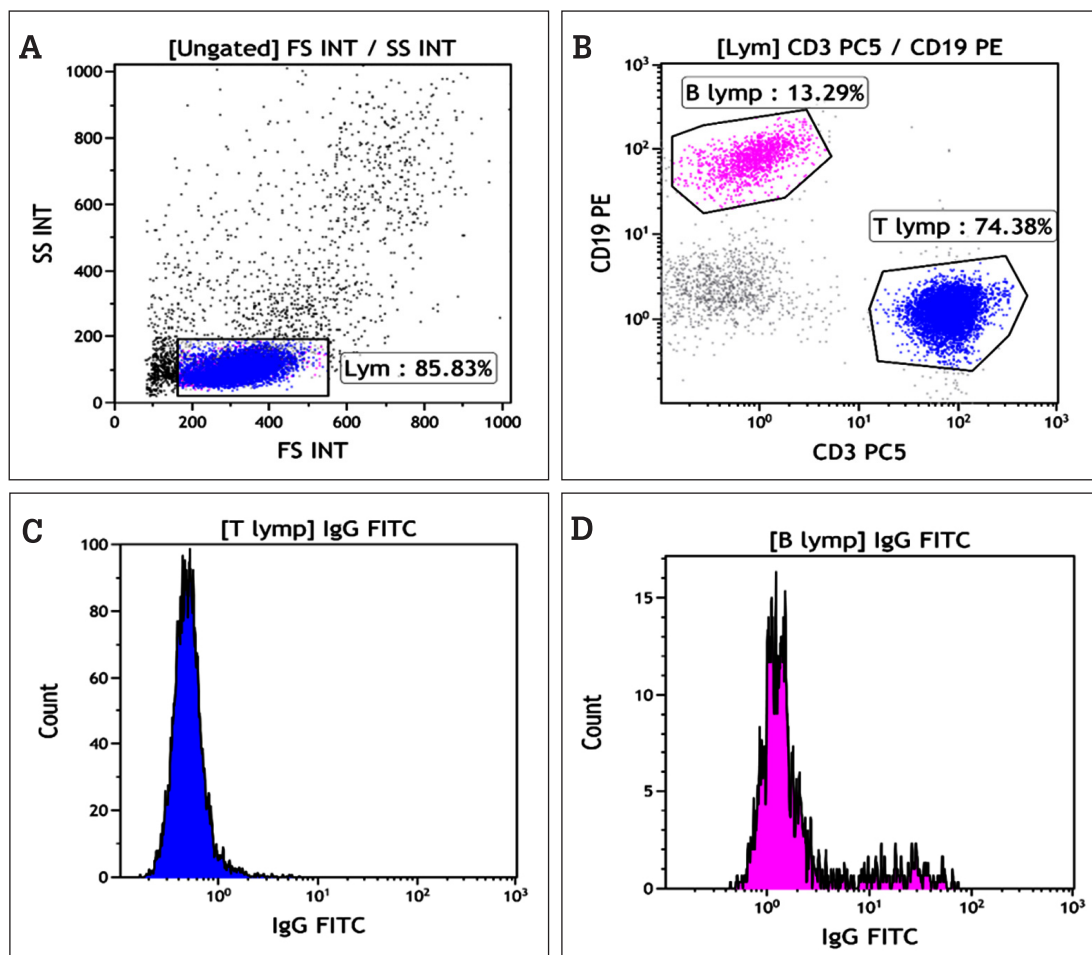 A
[Ungated] FS INT / SS INT
1000
800
600
400
200
0
SS INT
Lym : 85.83%
0 200 400 600 800 1000
FS INT
B
[Lym] CD3 PC5 / CD19 PE
10³
10²
10¹
10⁰
CD19 PE
B lymp : 13.29%
T lymp : 74.38%
10⁰ 10¹ 10² 10³
CD3 PC5
C
[T lymp] IgG FITC
100
80
60
40
20
0
Count
10⁰ 10¹ 10² 10³
IgG FITC
D
[B lymp] IgG FITC
15
10
5
0
Count
10⁰ 10¹ 10² 10³
IgG FITC